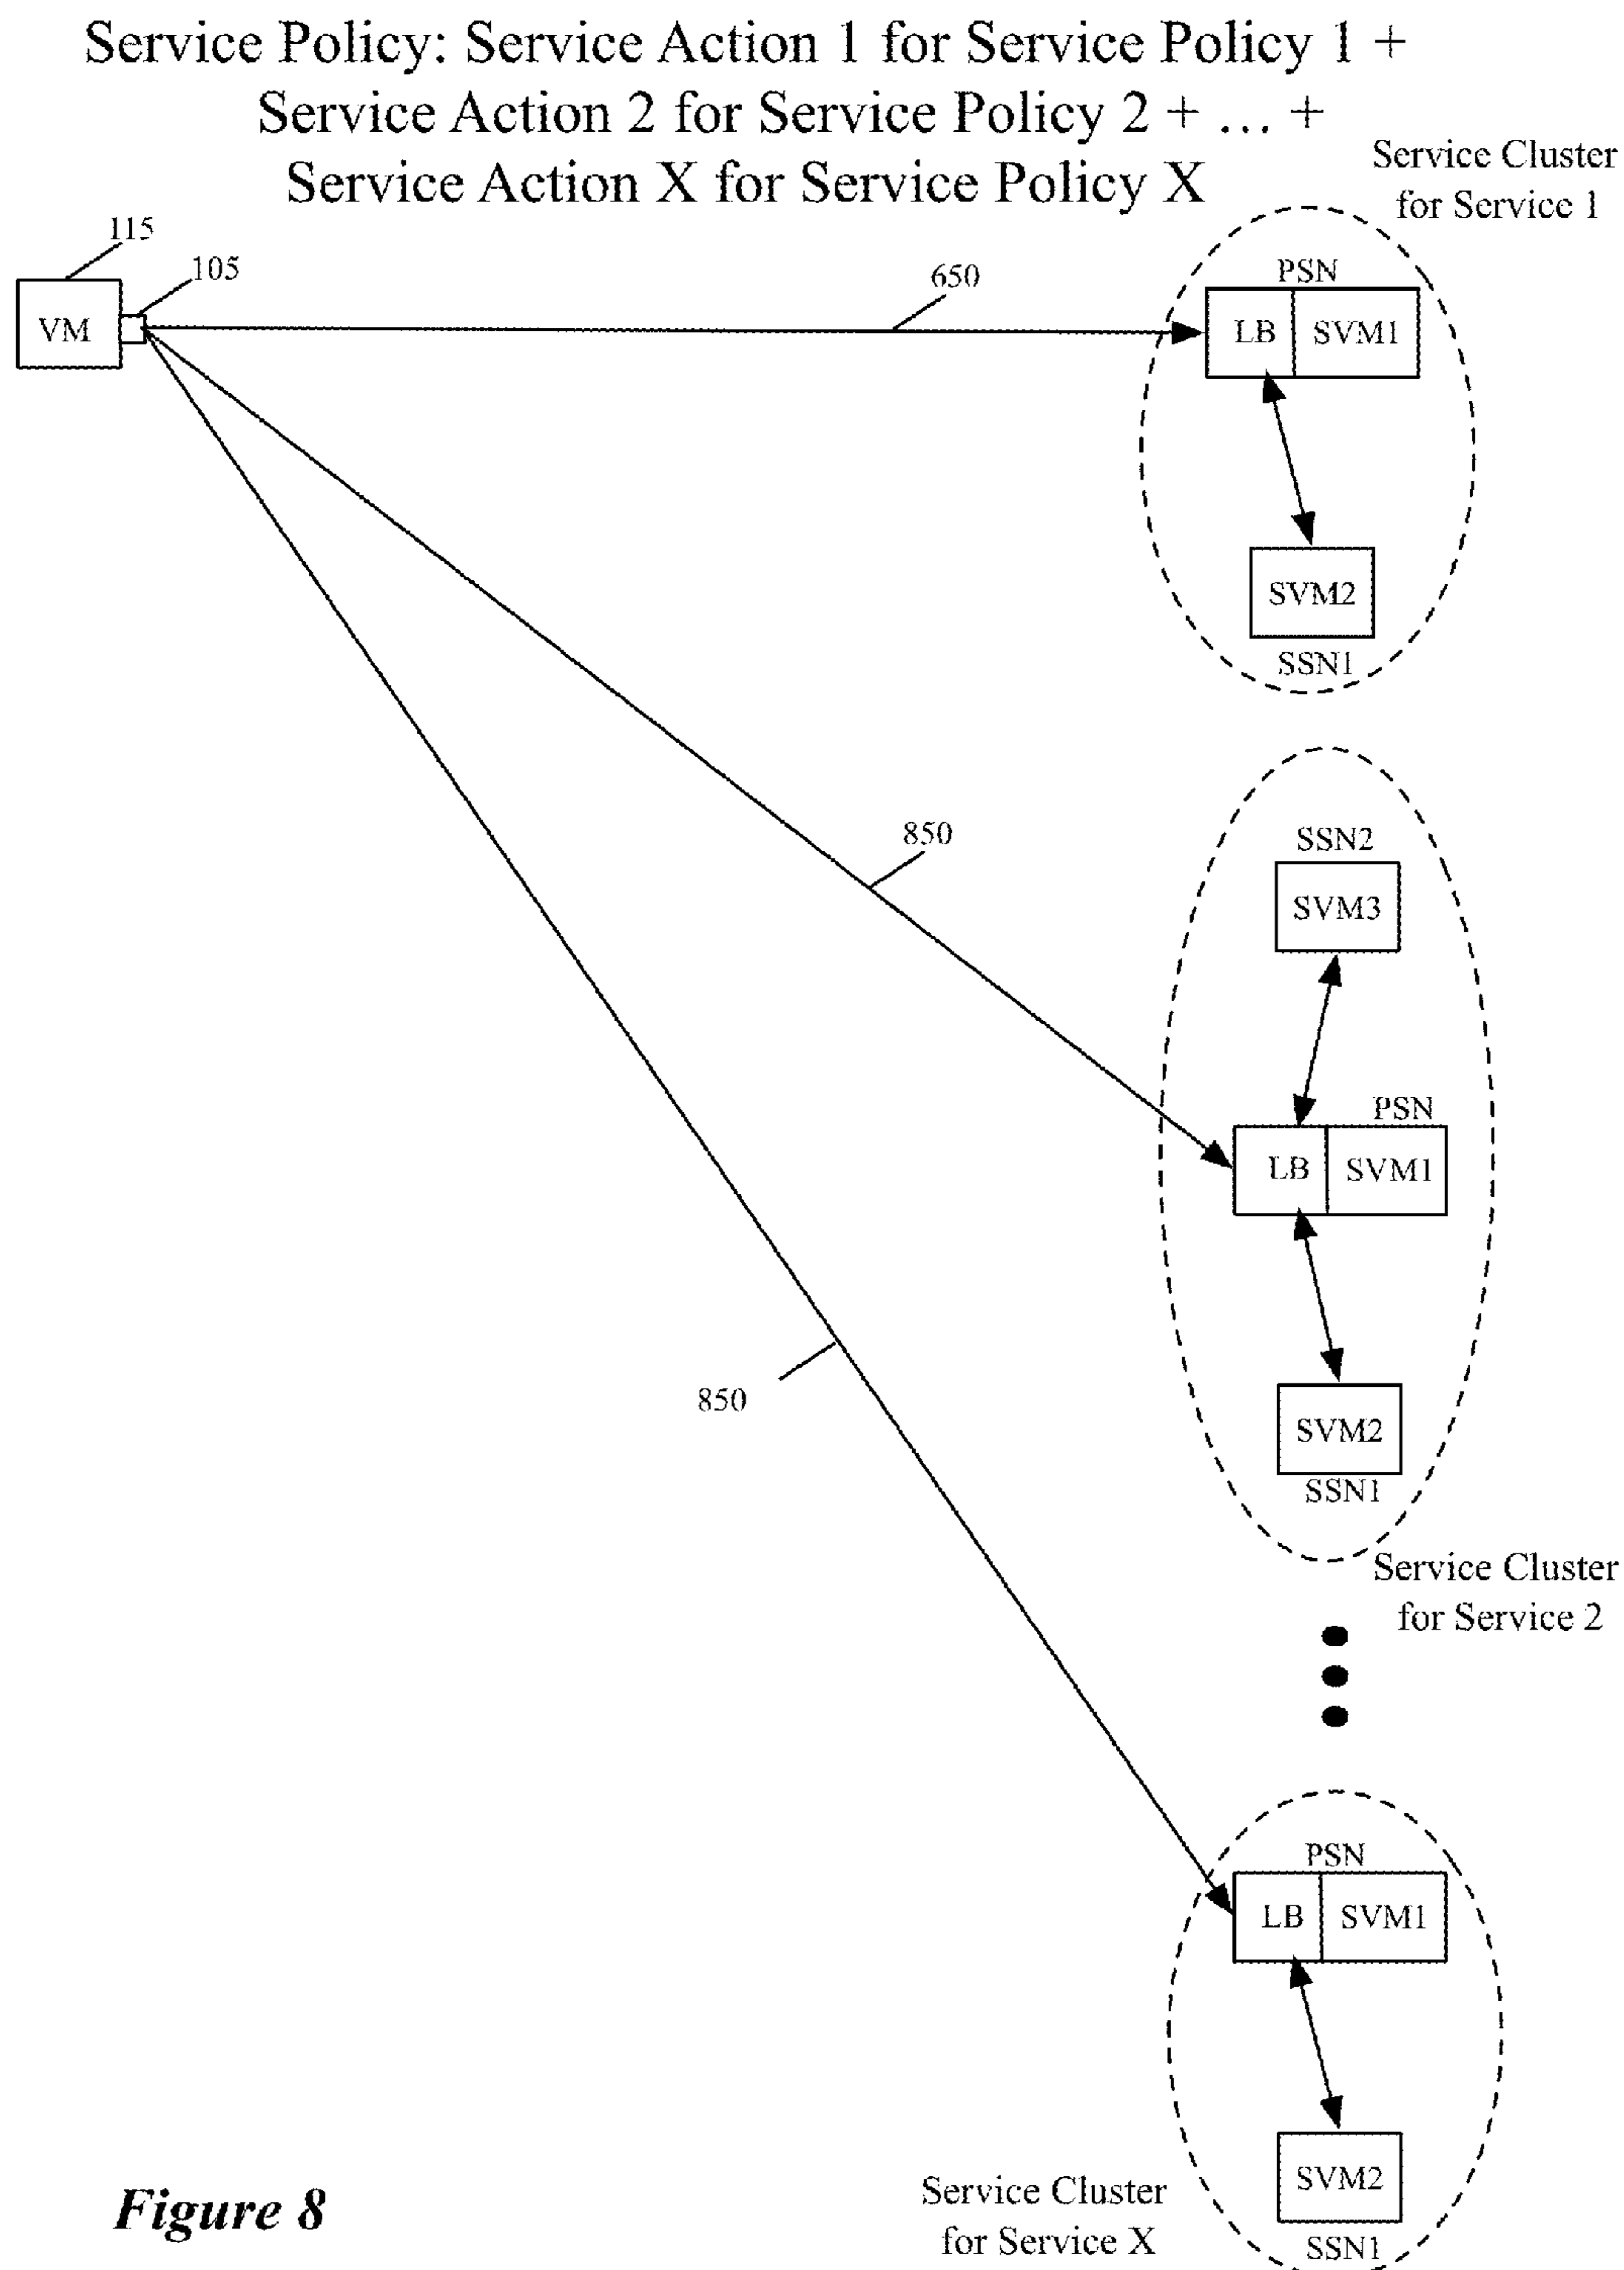 Service Policy: Service Action 1 for Service Policy 1 +
Service Action 2 for Service Policy 2 + ... +
Service Action X for Service Policy X
Service Cluster
for Service 1
115
105
VM
650
PSN
LB
SVM1
SVM2
SSN1
850
SSN2
SVM3
PSN
LB
SVM1
850
SVM2
SSN1
Service Cluster
for Service 2
PSN
LB
SVM1
SVM2
SSN1
Service Cluster
for Service X
Figure 8